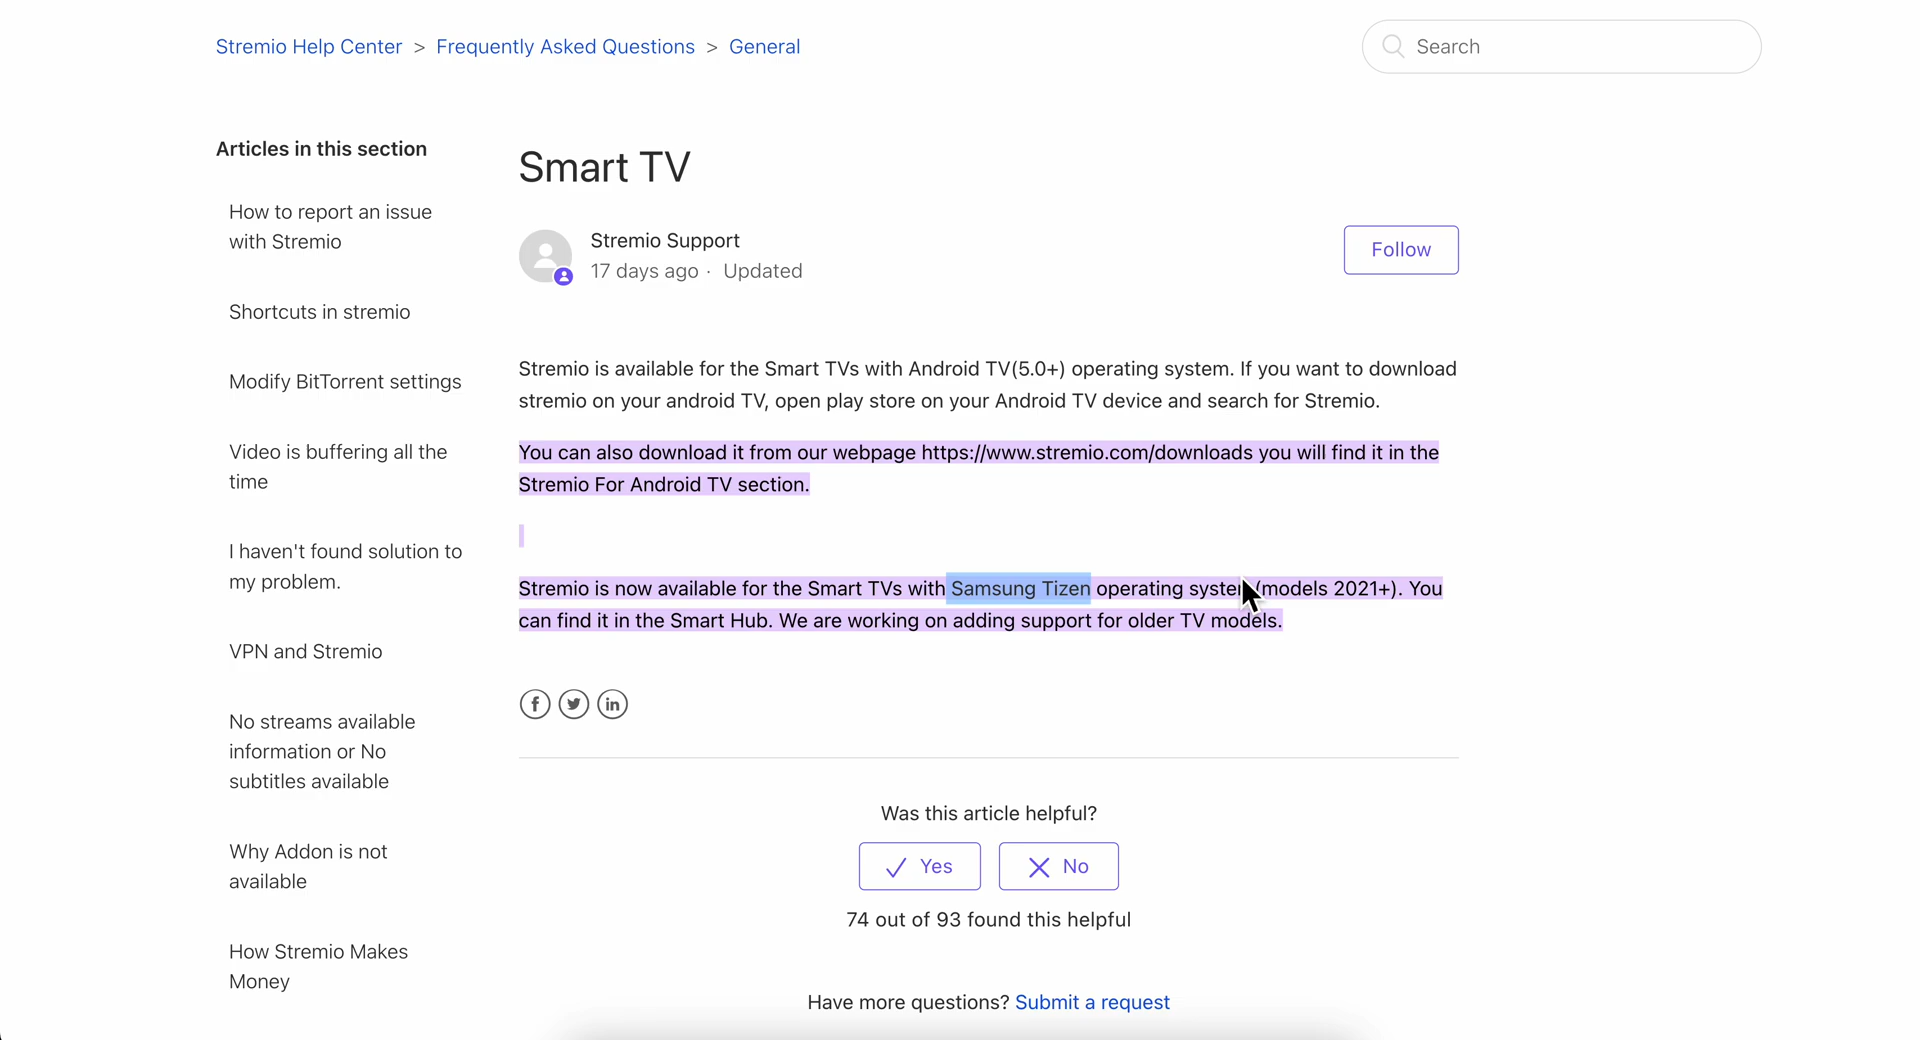 Stremio Help Center > Frequently Asked Questions > General
Search
Articles in this section
How to report an issue
with Stremio
Shortcuts in stremio
Modify BitTorrent settings
Video is buffering all the
time
I haven't found solution to
my problem.
VPN and Stremio
No streams available
information or No
subtitles available
Why Addon is not
available
How Stremio Makes
Money
Smart TV
Stremio Support
17 days ago · Updated
Follow
Stremio is available for the Smart TVs with Android TV(5.0+) operating system. If you want to download
stremio on your android TV, open play store on your Android TV device and search for Stremio.
You can also download it from our webpage https://www.stremio.com/downloads you will find it in the
Stremio For Android TV section.
Stremio is now available for the Smart TVs with Samsung Tizen operating system(models 2021+). You
can find it in the Smart Hub. We are working on adding support for older TV models.
Was this article helpful?
Yes No
74 out of 93 found this helpful
Have more questions? Submit a request